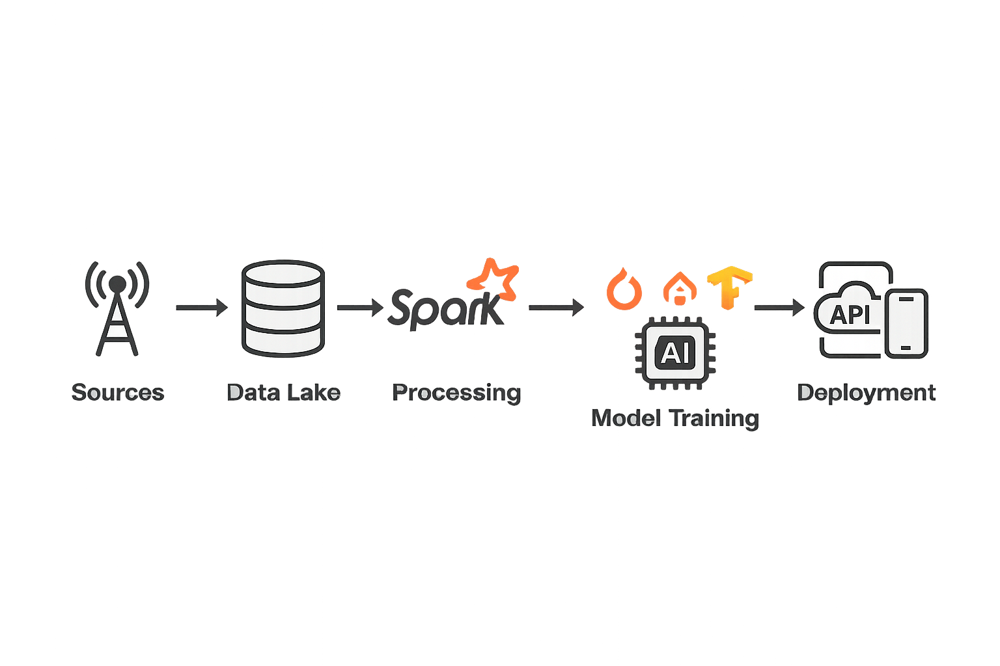 Spark
API
AI
Sources
Data Lake
Processing
Deployment
Model Training